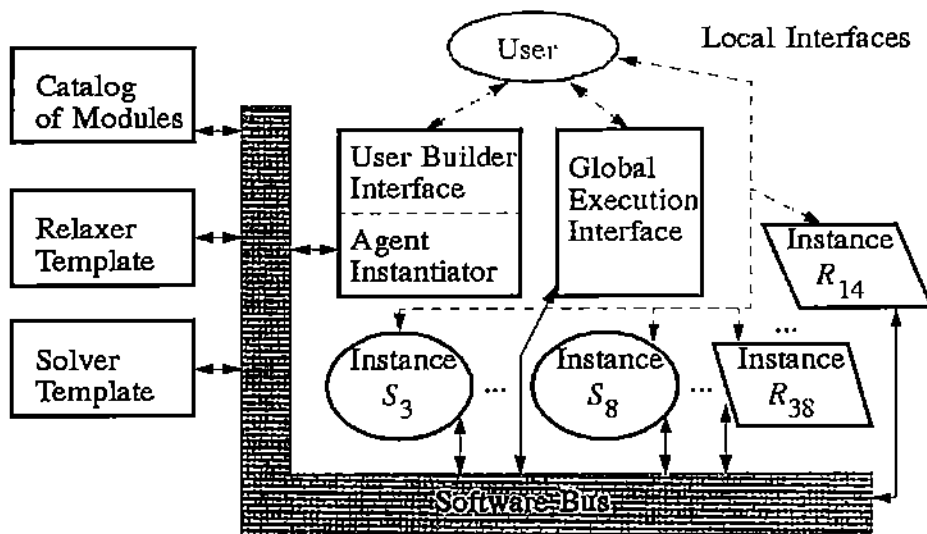 User
Local Interfaces
Catalog
of Modules
User Builder
Interface
Global
Execution
Interface
Relaxer
Template
Agent
Instantiator
Instance
R14
Solver
Template
Instance
S3
...
Instance
S8
...
Instance
R38
...
Software Bus